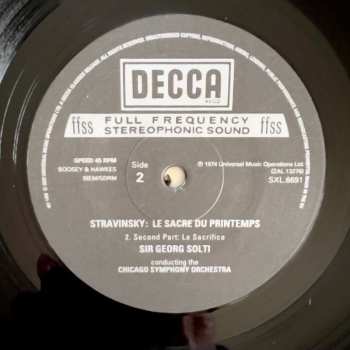 DECCA
ffss
FULL FREQUENCY
STEREOPHONIC SOUND
ffss
SPEED 45 RPM
BOOSEY & HAWKES
BIEM/SDRM
Side
2
℗ 1974 Universal Music Operations Ltd
(ZAL 13776)
SXL.6691
STRAVINSKY: LE SACRE DU PRINTEMPS
2. Second Part: Le Sacrifice
SIR GEORG SOLTI
conducting the
CHICAGO SYMPHONY ORCHESTRA